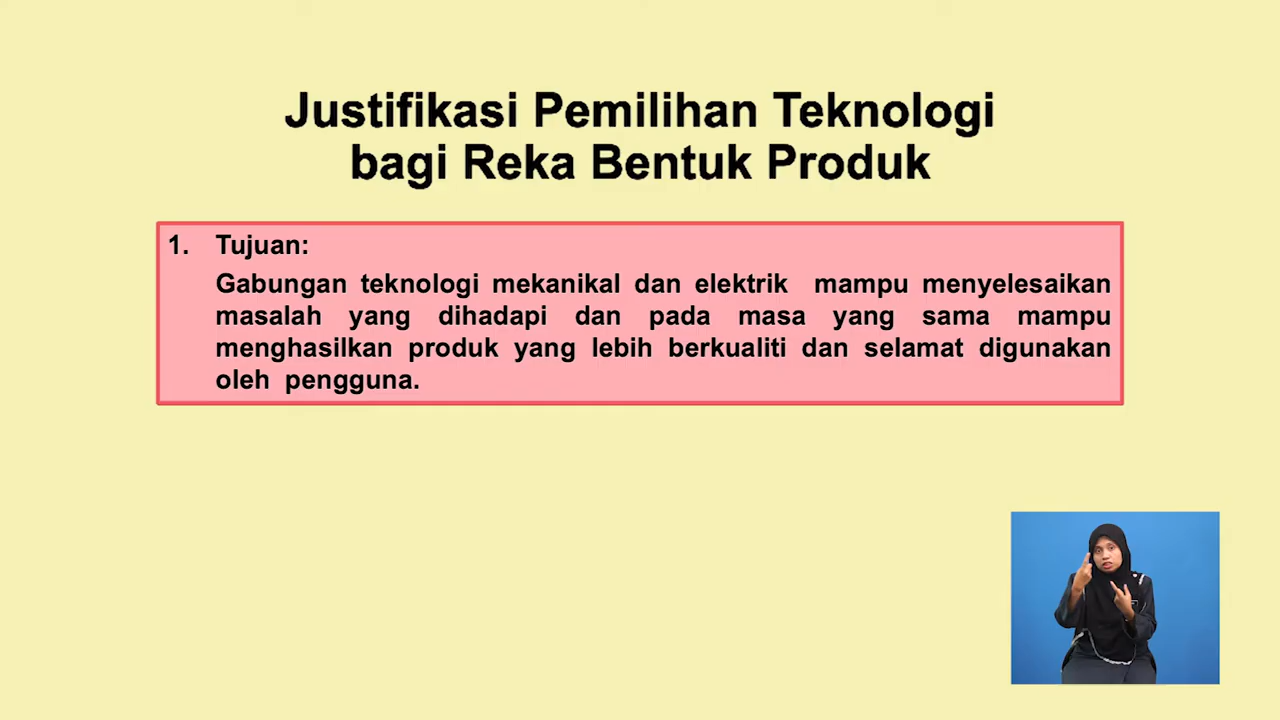 Justifikasi Pemilihan Teknologi
bagi Reka Bentuk Produk
1. Tujuan:
Gabungan teknologi mekanikal dan elektrik mampu menyelesaikan
masalah yang dihadapi dan pada masa yang sama mampu
menghasilkan produk yang lebih berkualiti dan selamat digunakan
oleh pengguna.